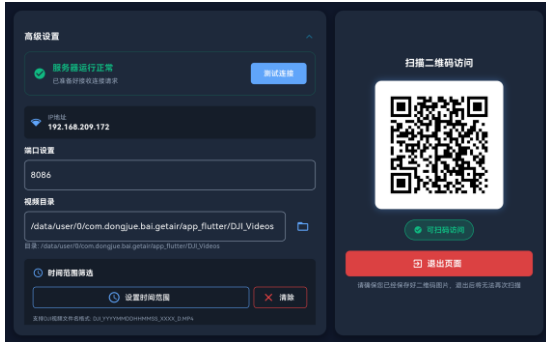 高级设置
服务器运行正常
已准备好接收连接请求
测试连接
IP地址
192.168.209.172
端口设置
8086
视频目录
/data/user/0/com.dongjue.bai.getair/app_flutter/DJI_Videos
目录: /data/user/0/com.dongjue.bai.getair/app_flutter/DJI_Videos
时间范围筛选
设置时间范围
清除
支持DJI视频文件名格式: DJI_YYYYMMDDHHMMSS_XXXX_D.MP4
扫描二维码访问
可扫码访问
退出页面
请确保您已经保存好二维码图片，退出后将无法再次扫描